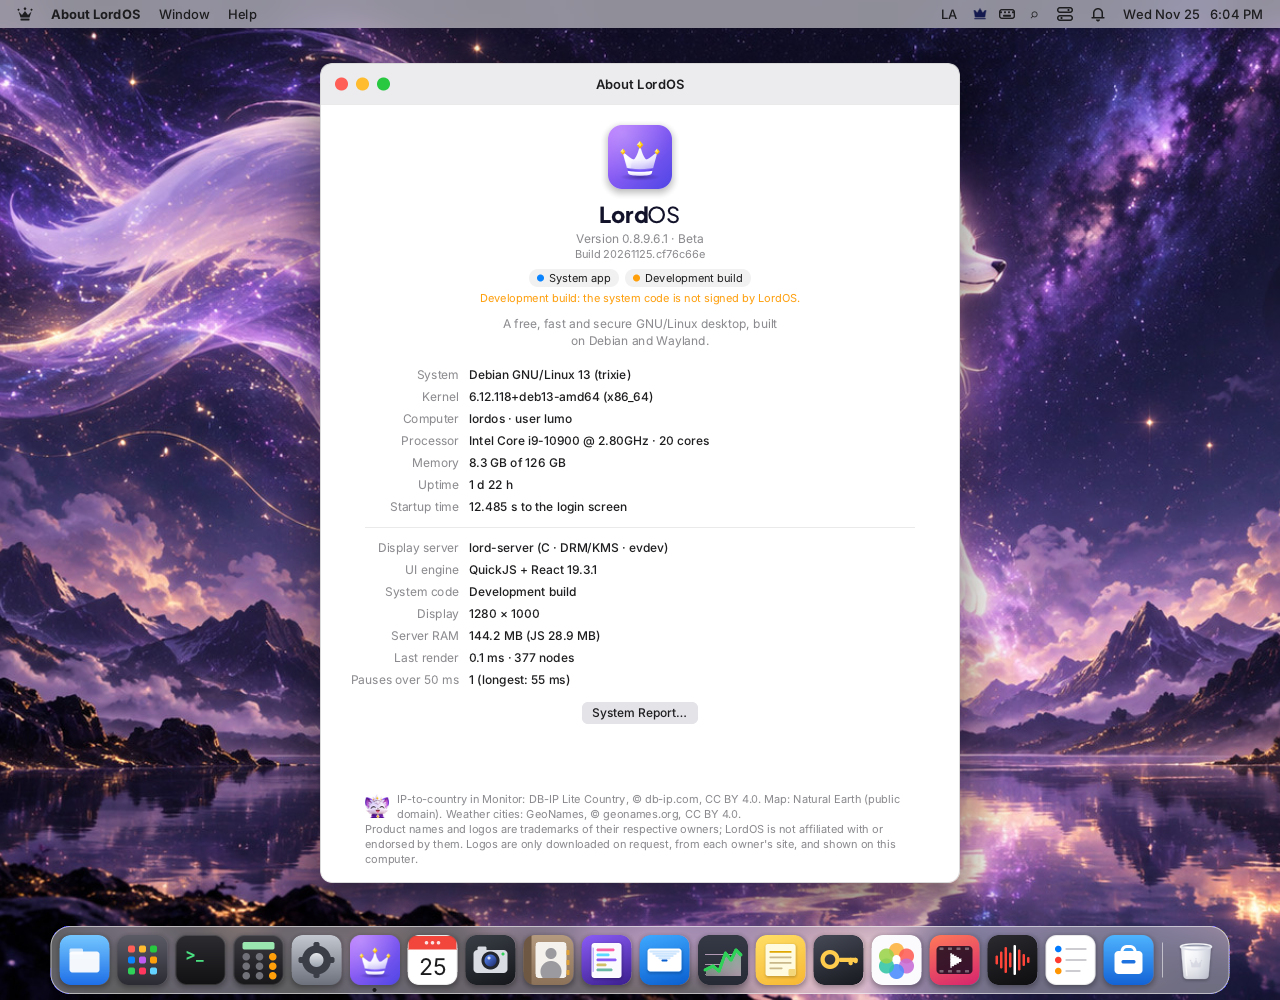 About LordOS Window Help LA Wed Nov 25 6:04 PM
About LordOS
LordOS
Version 0.8.9.6.1 · Beta
Build 20261125.cf76c66e
System app Development build
Development build: the system code is not signed by LordOS.
A free, fast and secure GNU/Linux desktop, built
on Debian and Wayland.
System Debian GNU/Linux 13 (trixie)
Kernel 6.12.118+deb13-amd64 (x86_64)
Computer lordos · user lumo
Processor Intel Core i9-10900 @ 2.80GHz · 20 cores
Memory 8.3 GB of 126 GB
Uptime 1 d 22 h
Startup time 12.485 s to the login screen
Display server lord-server (C · DRM/KMS · evdev)
UI engine QuickJS + React 19.3.1
System code Development build
Display 1280 × 1000
Server RAM 144.2 MB (JS 28.9 MB)
Last render 0.1 ms · 377 nodes
Pauses over 50 ms 1 (longest: 55 ms)
System Report...
IP-to-country in Monitor: DB-IP Lite Country, © db-ip.com, CC BY 4.0. Map: Natural Earth (public
domain). Weather cities: GeoNames, © geonames.org, CC BY 4.0.
Product names and logos are trademarks of their respective owners; LordOS is not affiliated with or
endorsed by them. Logos are only downloaded on request, from each owner's site, and shown on this
computer.
>_
25